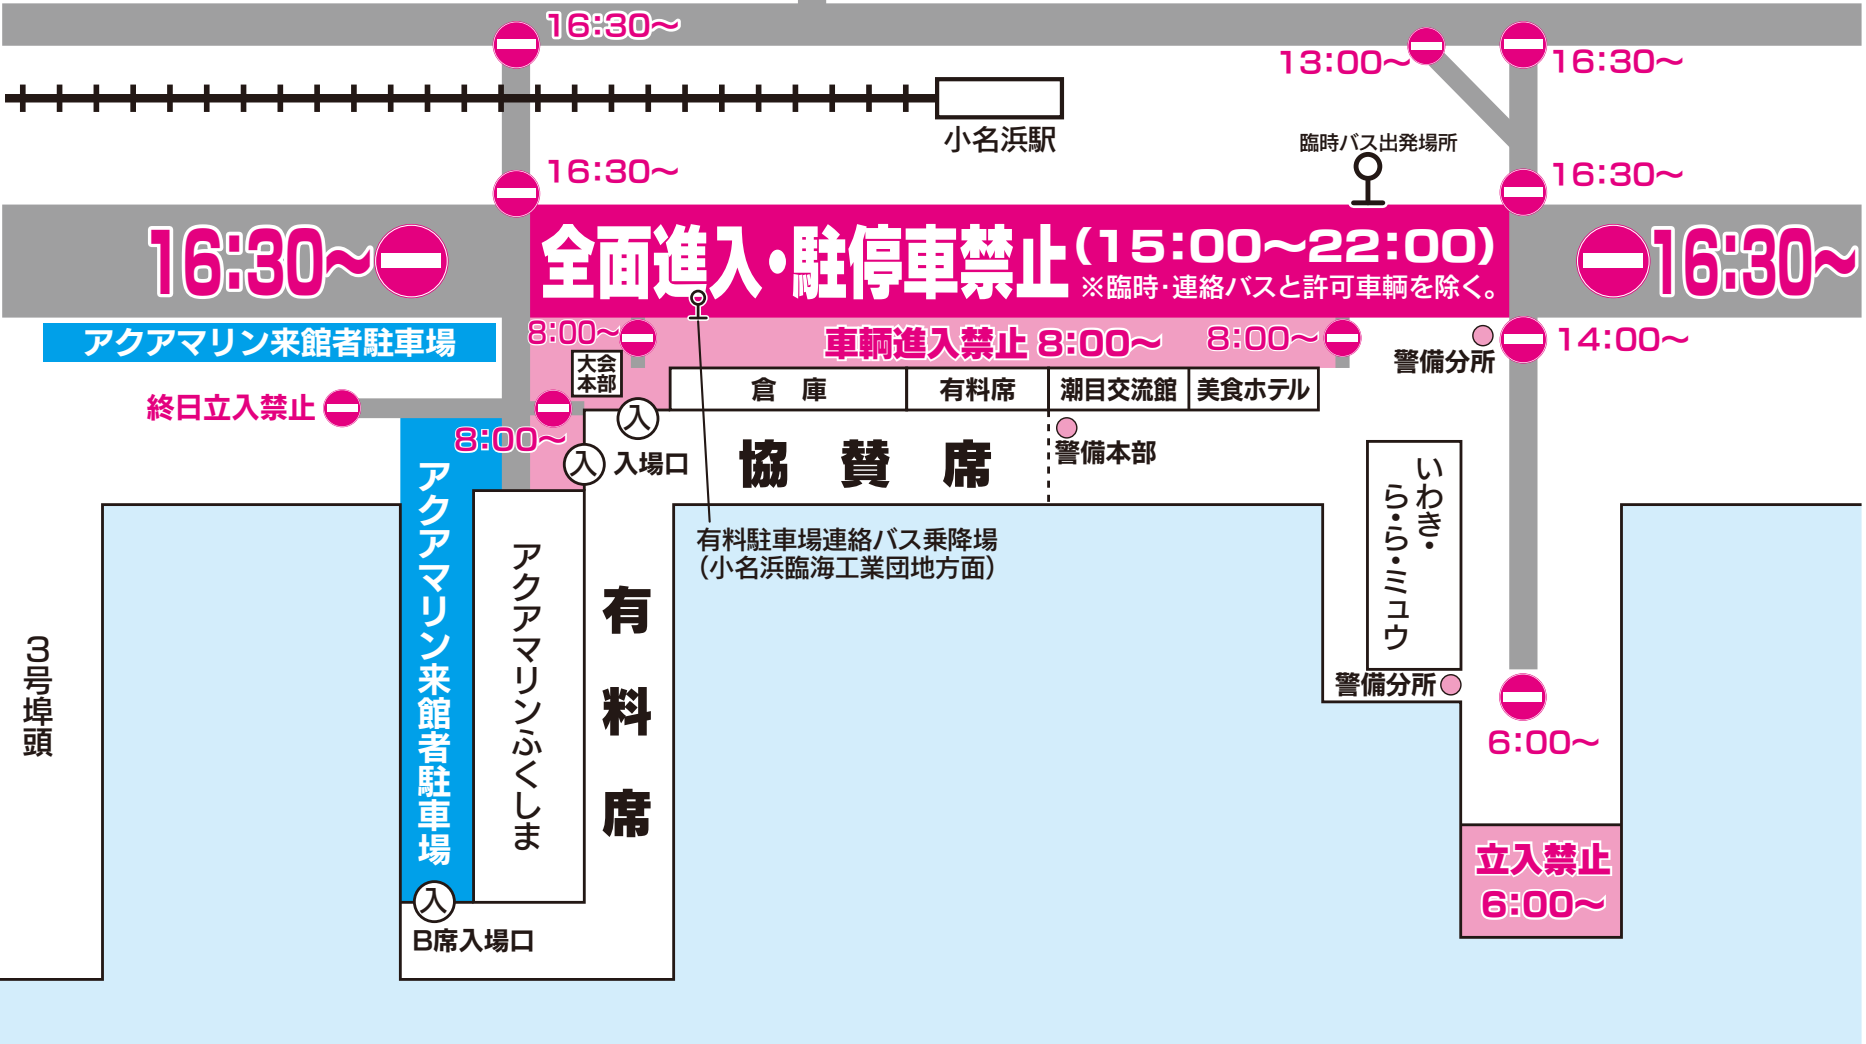 16:30～
13:00～
16:30～
小名浜駅
臨時バス出発場所
16:30～
16:30～
16:30～
全面進入・駐停車禁止(15:00～22:00)
※臨時・連絡バスと許可車輌を除く。
16:30～
アクアマリン来館者駐車場
8:00～
車輌進入禁止 8:00～
8:00～
警備分所
14:00～
大会
本部
倉 庫
有料席
潮目交流館
美食ホテル
終日立入禁止
8:00～
入
入
入場口
協 賛 席
警備本部
有料駐車場連絡バス乗降場
(小名浜臨海工業団地方面)
いわき・
ら・ら・ミュウ
アクアマリン来館者駐車場
アクアマリンふくしま
有料席
3号埠頭
警備分所
6:00～
立入禁止
6:00～
入
B席入場口